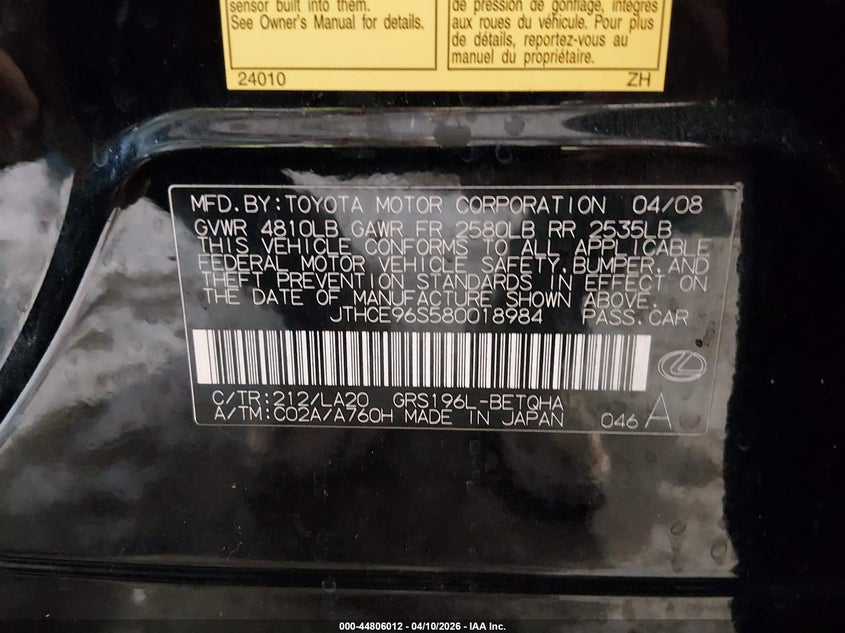 sensor built into them.
See Owner's Manual for details.
24010
de pression de gonflage, intégrés
aux roues du véhicule. Pour plus
de détails, reportez-vous au
manuel du propriétaire.
ZH
MFD.BY:TOYOTA MOTOR CORPORATION 04/08
GVWR 4810LB GAWR FR 2580LB RR 2535LB
THIS VEHICLE CONFORMS TO ALL APPLICABLE
FEDERAL MOTOR VEHICLE SAFETY,BUMPER,AND
THEFT PREVENTION STANDARDS IN EFFECT ON
THE DATE OF MANUFACTURE SHOWN ABOVE.
JTHCE96S580018984 PASS.CAR
C/TR:212/LA20 GRS196L-BETQHA
A/TM:C02A/A760H MADE IN JAPAN 046 A
000-44806012 - 04/10/2026 - IAA Inc.